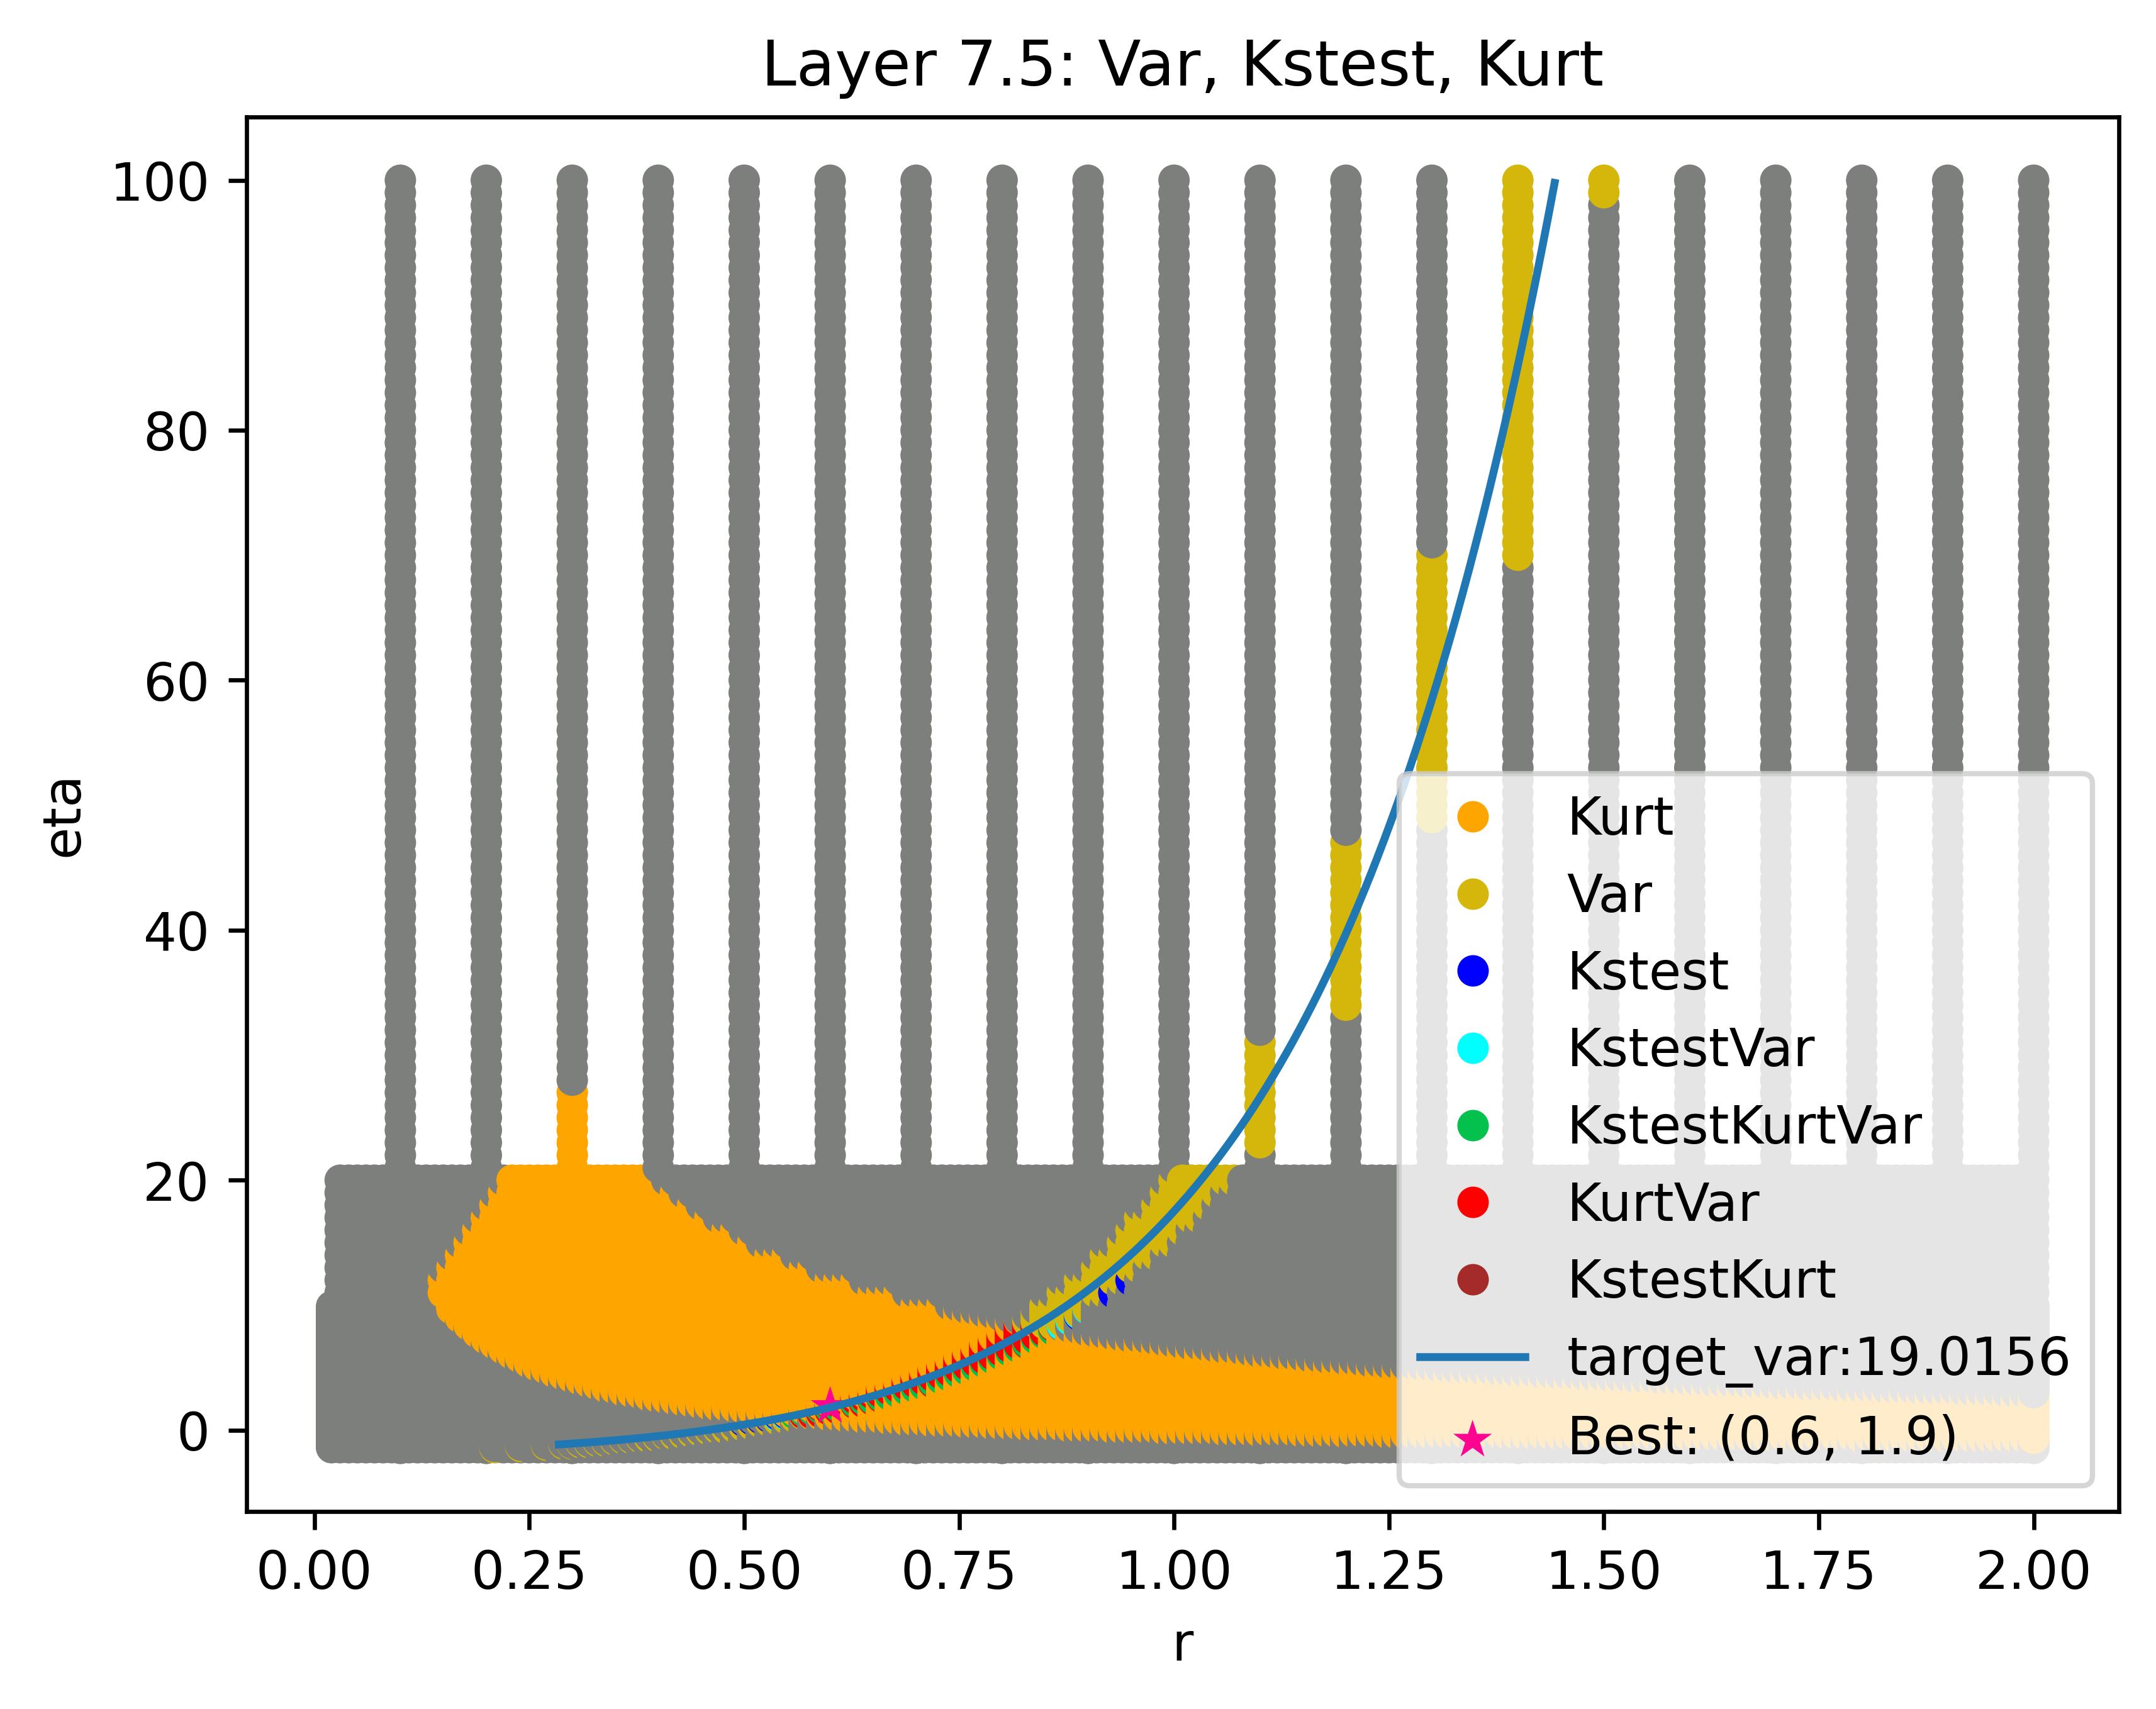 Layer 7.5: Var, Kstest, Kurt
100
80
60
40
20
0
eta
Kurt
Var
Kstest
KstestVar
KstestKurtVar
KurtVar
KstestKurt
target_var:19.0156
Best: (0.6, 1.9)
0.00 0.25 0.50 0.75 1.00 1.25 1.50 1.75 2.00
r